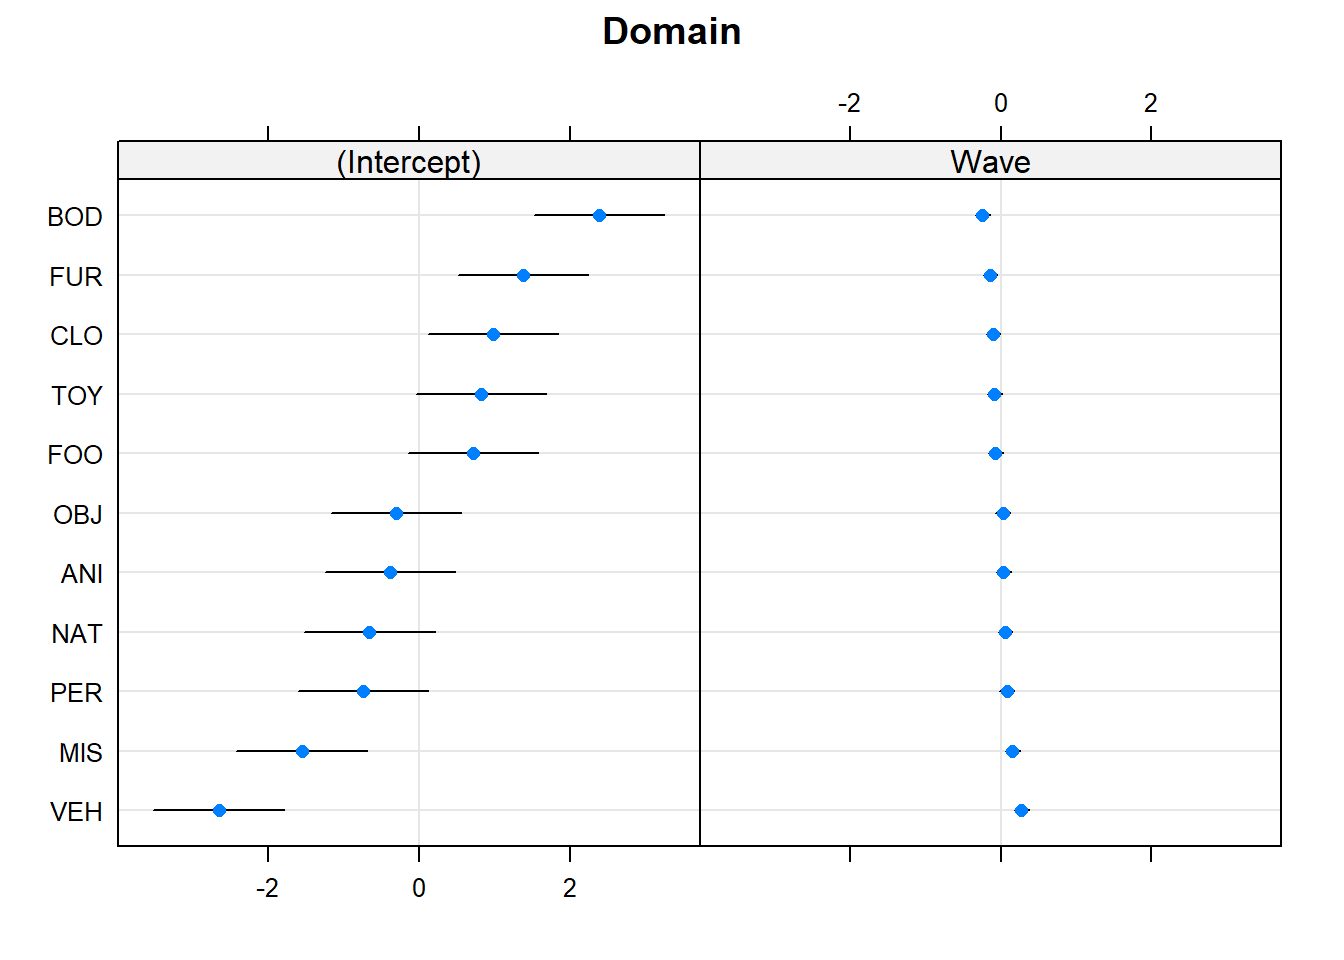 Domain
-2 0 2
(Intercept) Wave
BOD
FUR
CLO
TOY
FOO
OBJ
ANI
NAT
PER
MIS
VEH
-2 0 2